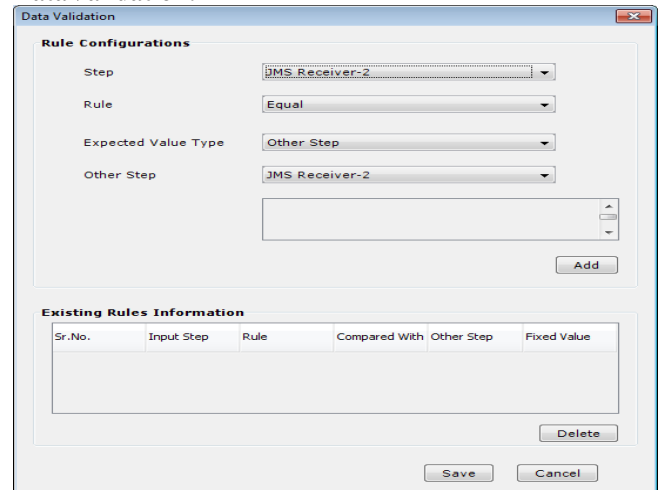 Data Validation
Rule Configurations
Step JMS Receiver-2
Rule Equal
Expected Value Type Other Step
Other Step JMS Receiver-2
Add
Existing Rules Information
Sr.No. Input Step Rule Compared With Other Step Fixed Value
Delete
Save Cancel